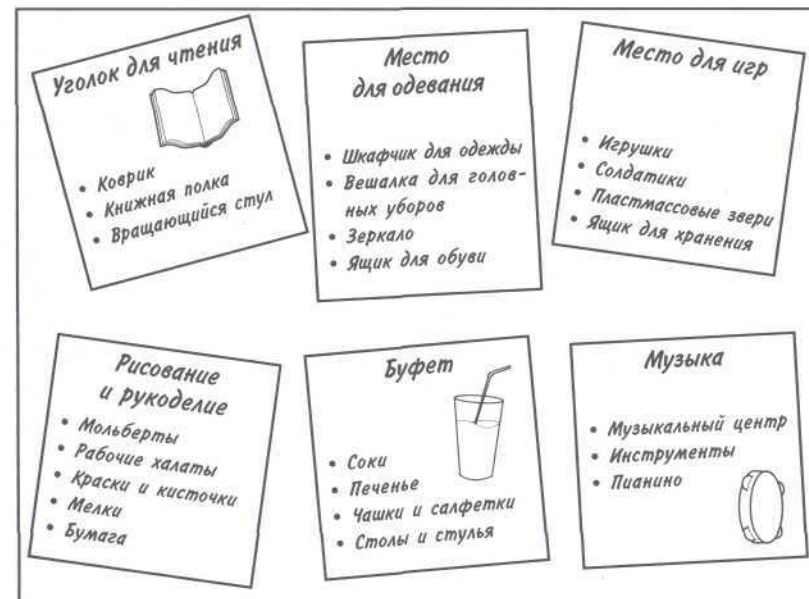 Уголок для чтения
• Коврик
• Книжная полка
• Вращающийся стул
Место
для одевания
• Шкафчик для одежды
• Вешалка для голов-
ных уборов
• Зеркало
• Ящик для обуви
Место для игр
• Игрушки
• Солдатики
• Пластмассовые звери
• Ящик для хранения
Рисование
и рукоделие
• Мольберты
• Рабочие халаты
• Краски и кисточки
• Мелки
• Бумага
Буфет
• Соки
• Печенье
• Чашки и салфетки
• Столы и стулья
Музыка
• Музыкальный центр
• Инструменты
• Пианино